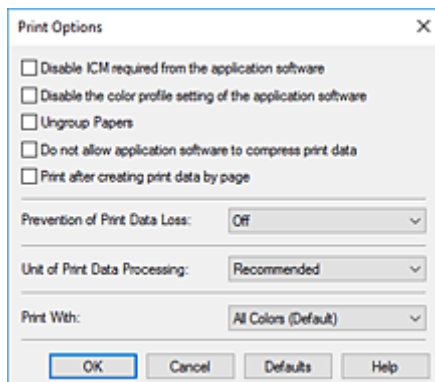 Print Options
Disable ICM required from the application software
Disable the color profile setting of the application software
Ungroup Papers
Do not allow application software to compress print data
Print after creating print data by page
Prevention of Print Data Loss: Off
Unit of Print Data Processing: Recommended
Print With: All Colors (Default)
OK Cancel Defaults Help